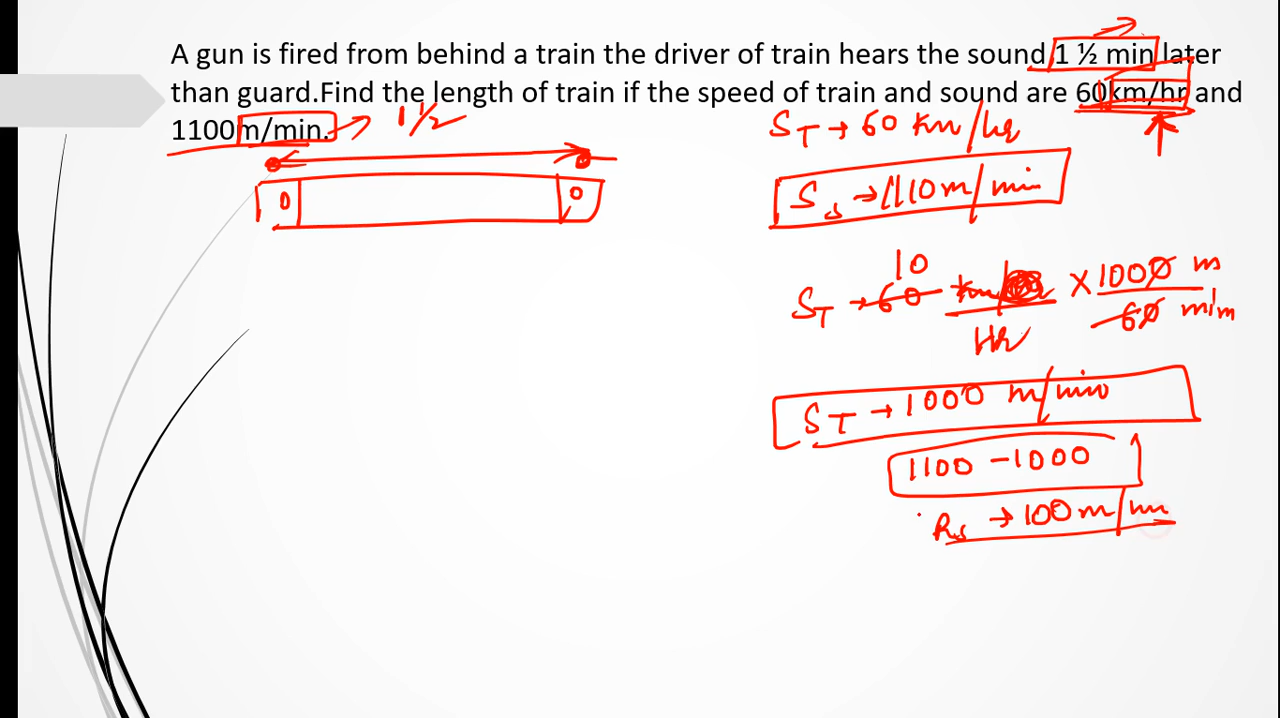 A gun is fired from behind a train the driver of train hears the sound 1 ½ min later
than guard.Find the length of train if the speed of train and sound are 60km/hr and
1100m/min. → 1 1/2
S_T → 60 km/hr
S_s → 1110 m/min
10
S_T → 60 km/ × 1000 m
Hr 60 min
S_T → 1000 m/min
1100 - 1000
R_s → 100 m/min